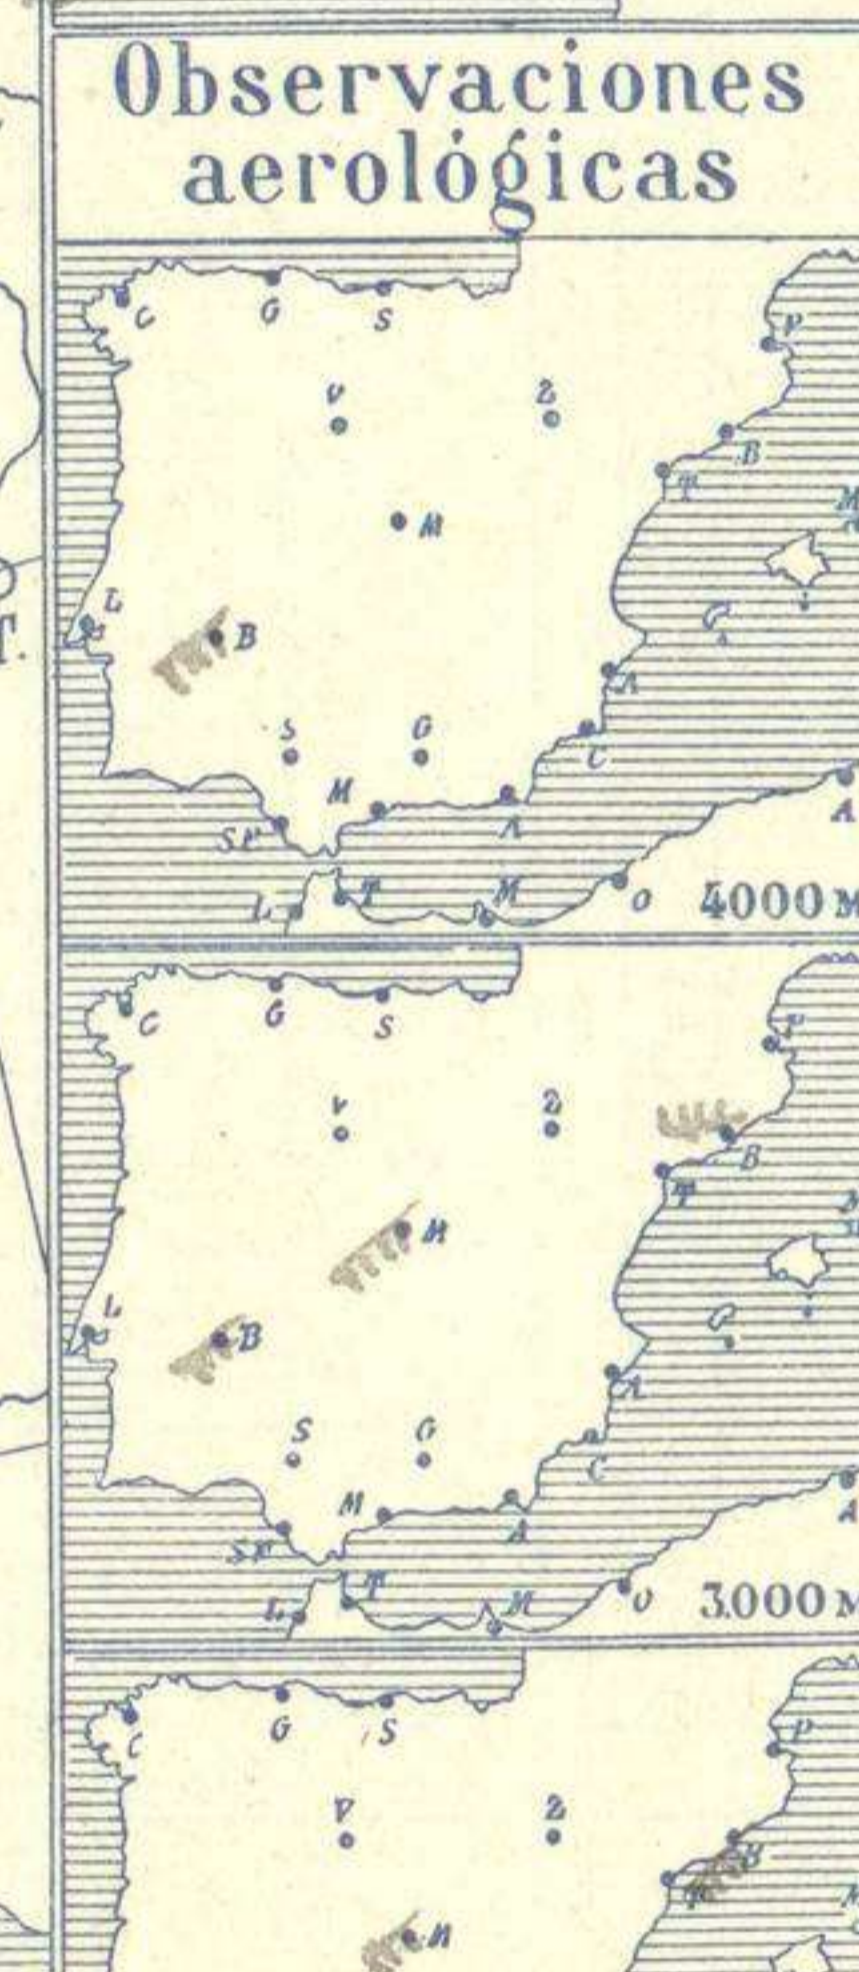 Observaciones
aerológicas
C G S
P
V Z
B
T
M
M
L
B
A
S G
C
M
A
SF
A
L T M O 4000 M
C G S
P
V Z
B
T
M
L
B
A
S G
C
M
A
A
SF
T M O 3.000 M
L
C G S
P
V Z
B
T
M
M
T.